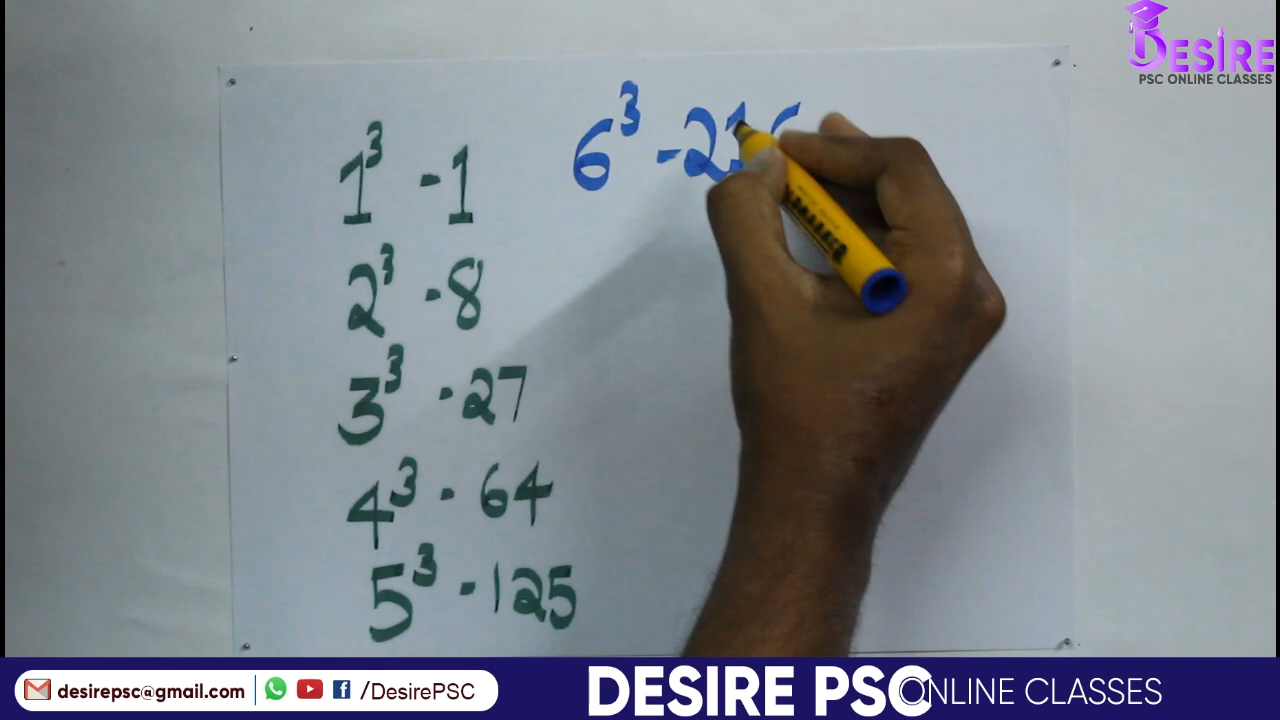 DESIRE
PSC ONLINE CLASSES
1³ - 1
2³ - 8
3³ - 27
4³ - 64
5³ - 125
6³ - 216
desirepsc@gmail.com /DesirePSC
DESIRE PSC ONLINE CLASSES